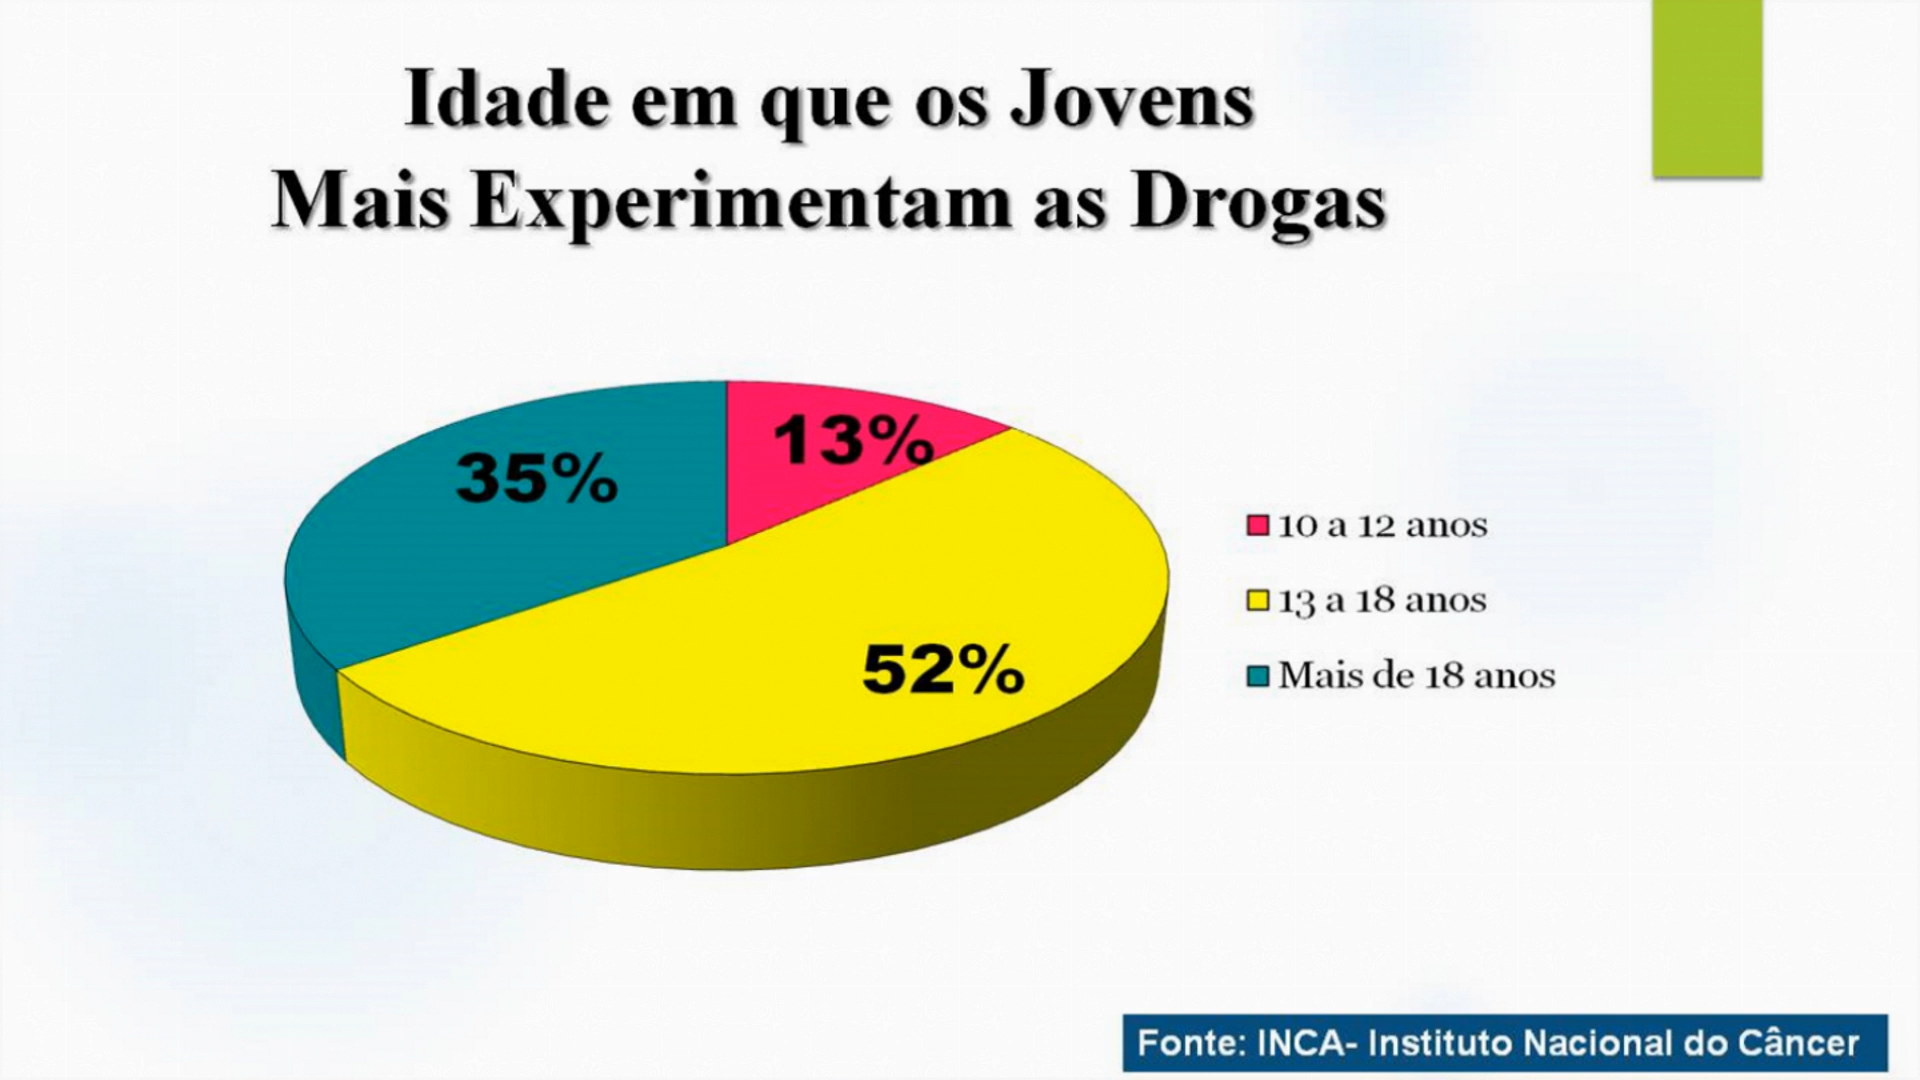 Idade em que os Jovens
Mais Experimentam as Drogas
13%
35%
52%
10 a 12 anos
13 a 18 anos
Mais de 18 anos
Fonte: INCA- Instituto Nacional do Câncer